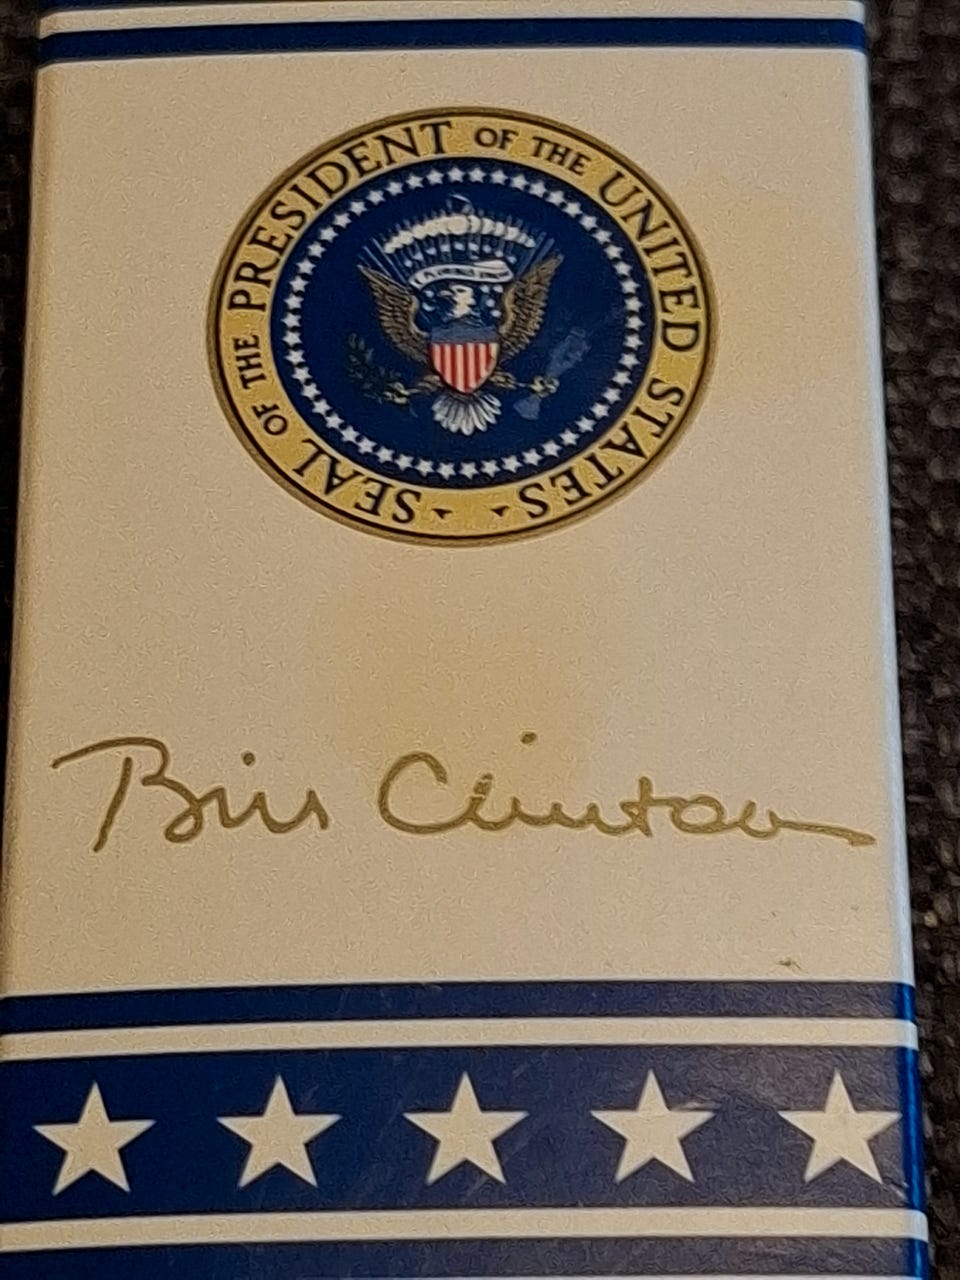 SEAL OF THE PRESIDENT OF THE UNITED STATES
E PLURIBUS UNUM
Bill Clinton